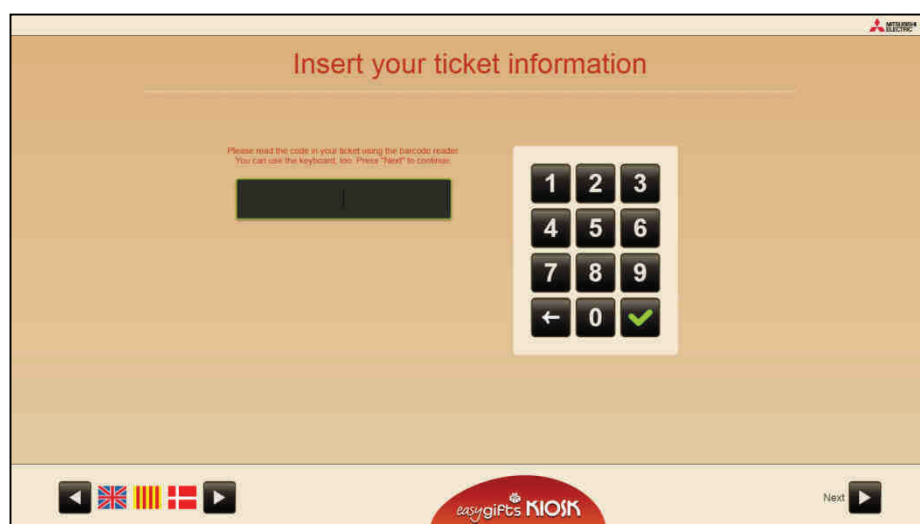 MITSUBISHI
ELECTRIC
Insert your ticket information
Please read the code in your ticket using the barcode reader.
You can use the keyboard, too. Press "Next" to continue.
1 2 3
4 5 6
7 8 9
0
easygifts KIOSK
Next